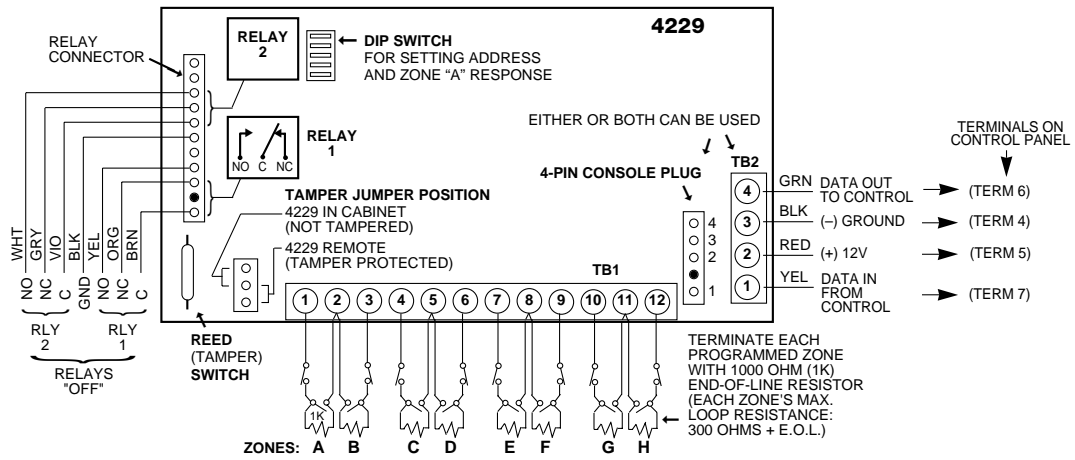 4229
RELAY
CONNECTOR
RELAY
2
DIP SWITCH
FOR SETTING ADDRESS
AND ZONE “A” RESPONSE
RELAY
1
NO C NC
EITHER OR BOTH CAN BE USED
TERMINALS ON
CONTROL PANEL
TB2
4-PIN CONSOLE PLUG
TAMPER JUMPER POSITION
4229 IN CABINET
(NOT TAMPERED)
4229 REMOTE
(TAMPER PROTECTED)
4
3
2
1
4 GRN DATA OUT
TO CONTROL (TERM 6)
3 BLK (–) GROUND (TERM 4)
2 RED (+) 12V (TERM 5)
1 YEL DATA IN
FROM
CONTROL (TERM 7)
WHT GRY VIO BLK YEL ORG BRN
NO NC C GND NO NC C
RLY
2
RLY
1
RELAYS
"OFF"
REED
(TAMPER)
SWITCH
TB1
1 2 3 4 5 6 7 8 9 10 11 12
TERMINATE EACH
PROGRAMMED ZONE
WITH 1000 OHM (1K)
END-OF-LINE RESISTOR
(EACH ZONE'S MAX.
LOOP RESISTANCE:
300 OHMS + E.O.L.)
1K
ZONES: A B C D E F G H